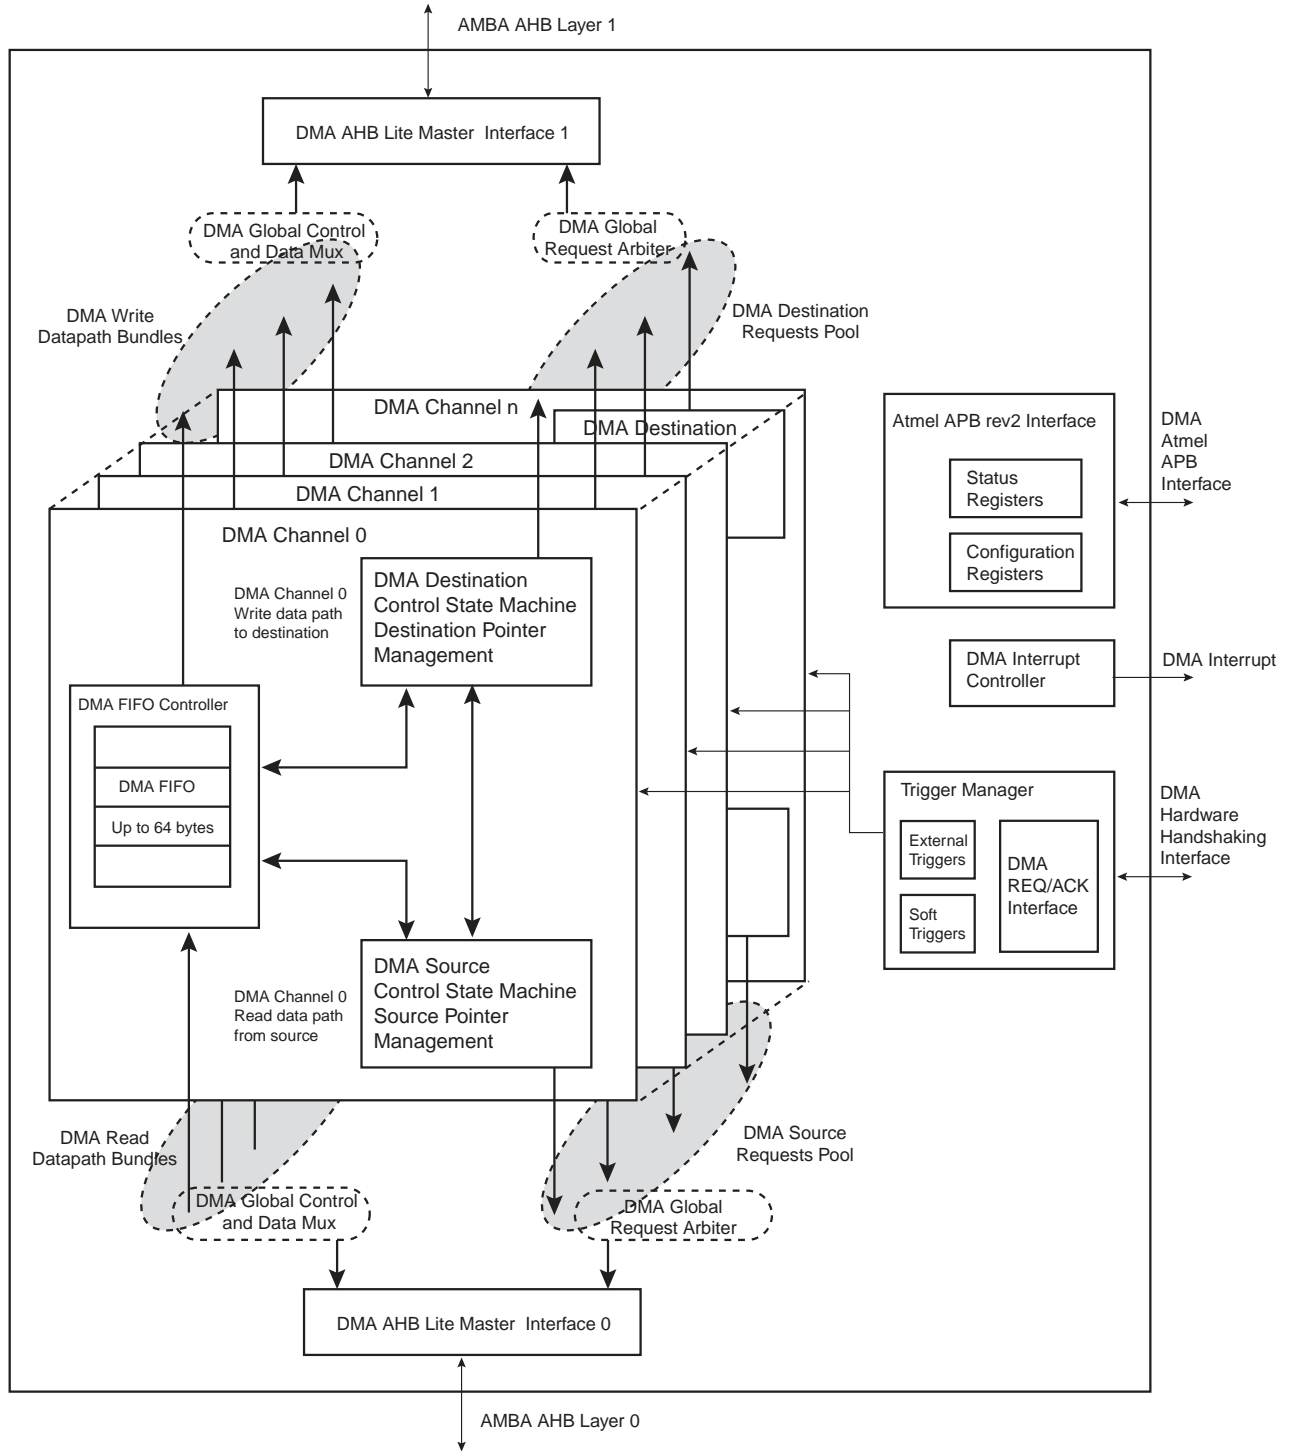 AMBA AHB Layer 1
DMA AHB Lite Master Interface 1
DMA Global Control
and Data Mux
DMA Global
Request Arbiter
DMA Write
Datapath Bundles
DMA Destination
Requests Pool
DMA Channel n
DMA Destination
DMA Channel 2
DMA Channel 1
DMA Channel 0
Atmel APB rev2 Interface
Status
Registers
Configuration
Registers
DMA
Atmel
APB
Interface
DMA Channel 0
Write data path
to destination
DMA Destination
Control State Machine
Destination Pointer
Management
DMA Interrupt
Controller
DMA Interrupt
DMA FIFO Controller
DMA FIFO
Up to 64 bytes
Trigger Manager
External
Triggers
Soft
Triggers
DMA
REQ/ACK
Interface
DMA
Hardware
Handshaking
Interface
DMA Channel 0
Read data path
from source
DMA Source
Control State Machine
Source Pointer
Management
DMA Read
Datapath Bundles
DMA Source
Requests Pool
DMA Global Control
and Data Mux
DMA Global
Request Arbiter
DMA AHB Lite Master Interface 0
AMBA AHB Layer 0